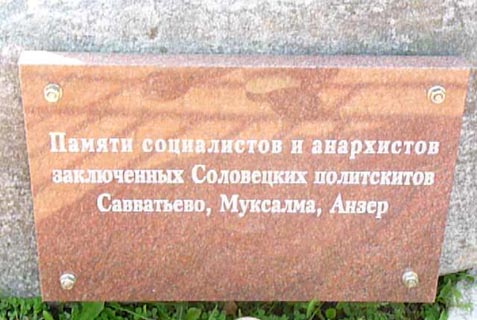 Памяти социалистов и анархистов
заключенных Соловецких политскитов
Савватьево, Муксалма, Анзер